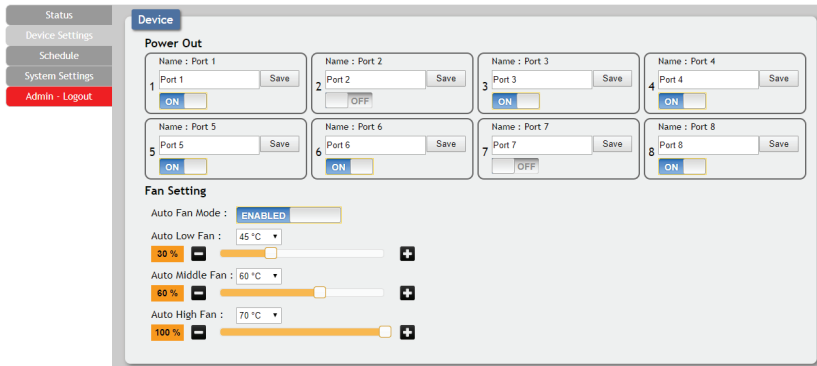 Status
Device Settings
Schedule
System Settings
Admin - Logout
Device
Power Out
Name : Port 1 Name : Port 2 Name : Port 3 Name : Port 4
1 Port 1 Save 2 Port 2 Save 3 Port 3 Save 4 Port 4 Save
ON OFF ON ON
Name : Port 5 Name : Port 6 Name : Port 7 Name : Port 8
5 Port 5 Save 6 Port 6 Save 7 Port 7 Save 8 Port 8 Save
ON ON OFF ON
Fan Setting
Auto Fan Mode : ENABLED
Auto Low Fan : 45 °C
30 %
Auto Middle Fan : 60 °C
60 %
Auto High Fan : 70 °C
100 %